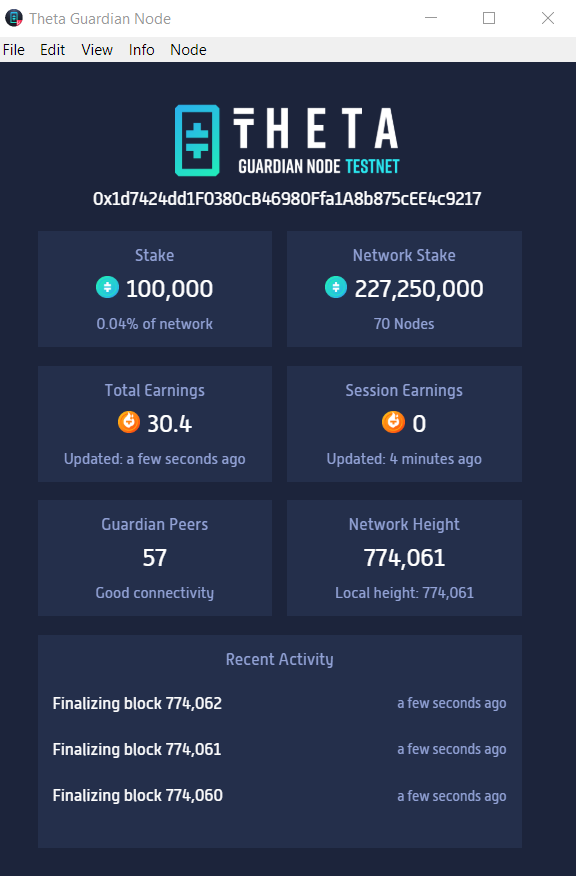 Theta Guardian Node
File Edit View Info Node
THETA
GUARDIAN NODE TESTNET
0x1d7424dd1F0380cB46980Ffa1A8b875cEE4c9217
Stake
100,000
0.04% of network
Network Stake
227,250,000
70 Nodes
Total Earnings
30.4
Updated: a few seconds ago
Session Earnings
0
Updated: 4 minutes ago
Guardian Peers
57
Good connectivity
Network Height
774,061
Local height: 774,061
Recent Activity
Finalizing block 774,062 a few seconds ago
Finalizing block 774,061 a few seconds ago
Finalizing block 774,060 a few seconds ago